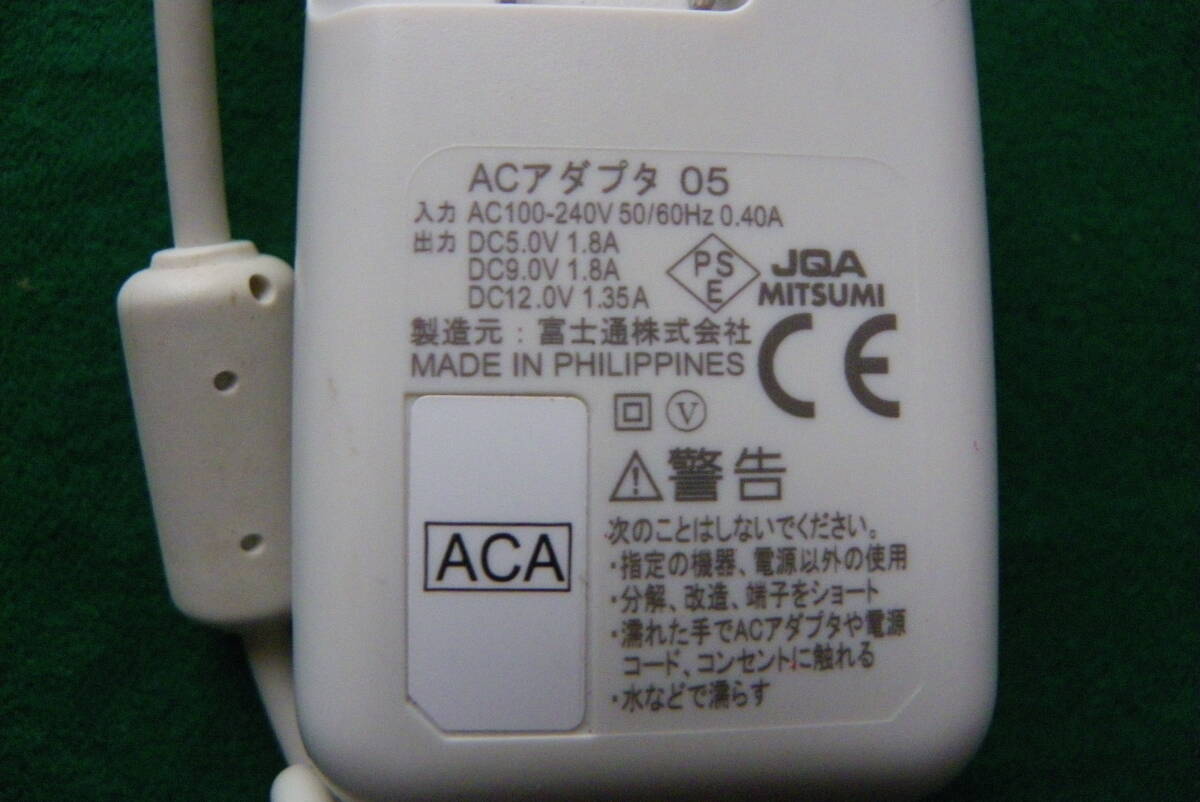 ACアダプタ 05
入力 AC100-240V 50/60Hz 0.40A
出力 DC5.0V 1.8A
DC9.0V 1.8A
DC12.0V 1.35A
PS
E
JQA
MITSUMI
製造元：富士通株式会社
MADE IN PHILIPPINES
CE
V
警告
次のことはしないでください。
・指定の機器、電源以外の使用
・分解、改造、端子をショート
・濡れた手でACアダプタや電源
コード、コンセントに触れる
・水などで濡らす
ACA